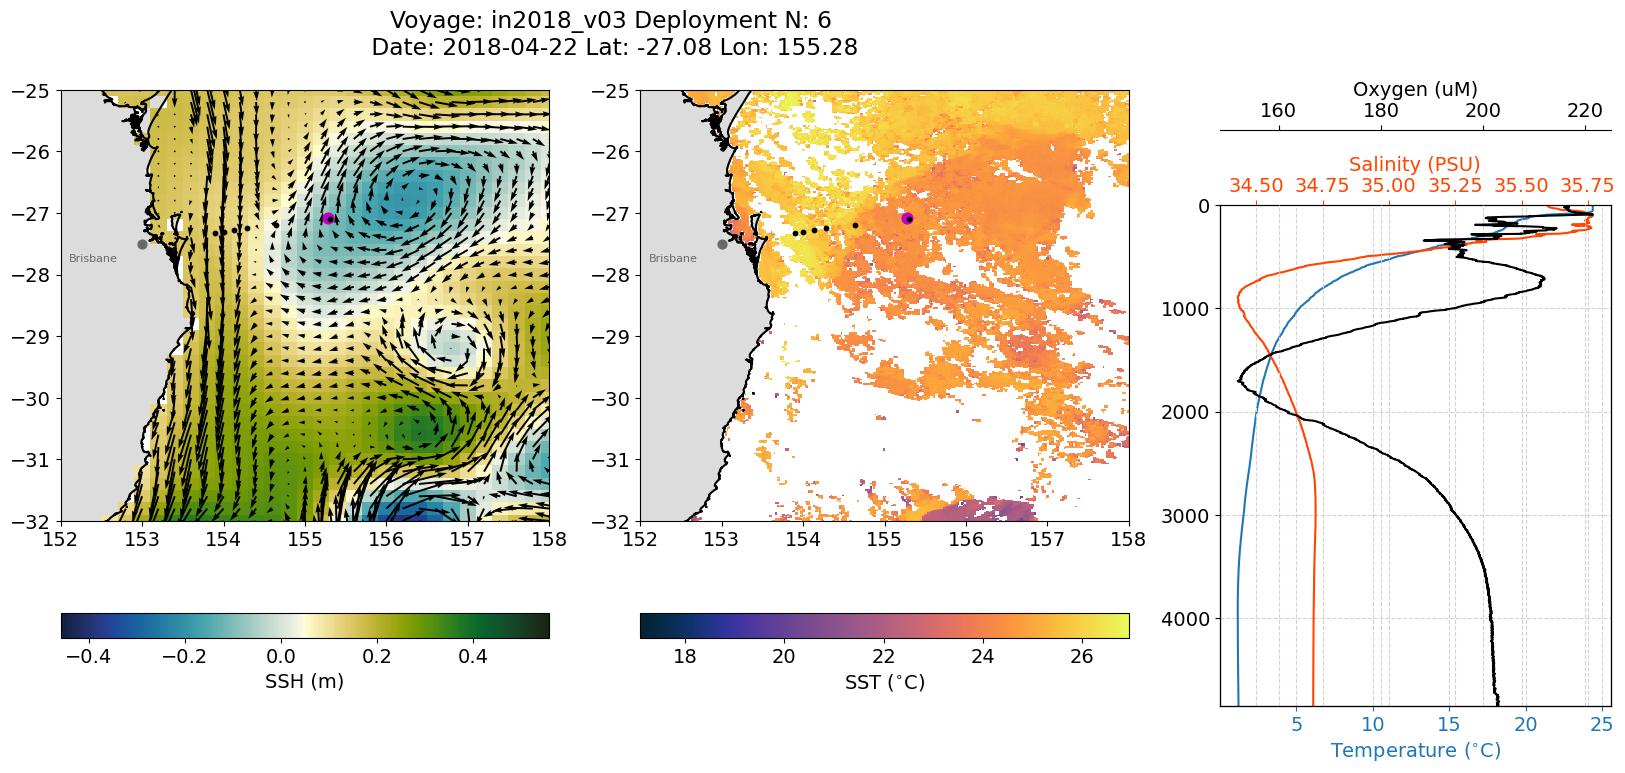 Voyage: in2018_v03 Deployment N: 6
Date: 2018-04-22 Lat: -27.08 Lon: 155.28
−25
−26
−27
−28
−29
−30
−31
−32
Brisbane
152 153 154 155 156 157 158
−0.4 −0.2 0.0 0.2 0.4
SSH (m)
−25
−26
−27
−28
−29
−30
−31
−32
Brisbane
152 153 154 155 156 157 158
18 20 22 24 26
SST (°C)
Oxygen (uM)
160 180 200 220
Salinity (PSU)
34.50 34.75 35.00 35.25 35.50 35.75
0
1000
2000
3000
4000
5 10 15 20 25
Temperature (°C)